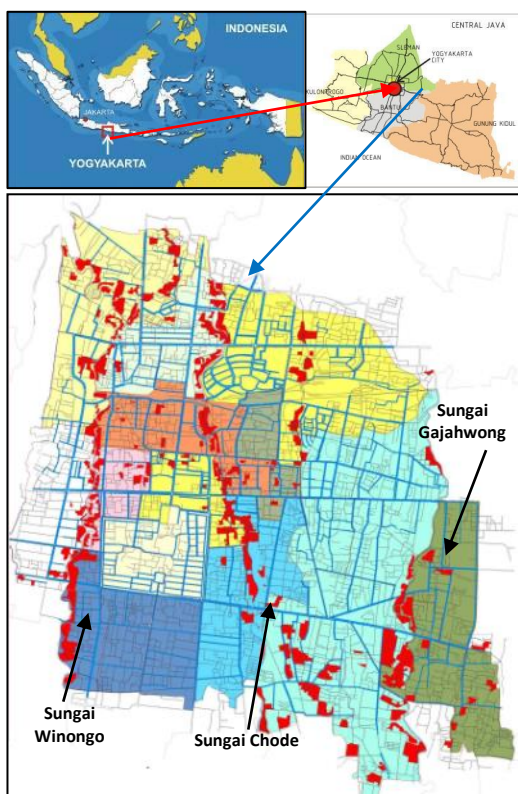 INDONESIA
JAKARTA
YOGYAKARTA
CENTRAL JAVA
SLEMAN
YOGYAKARTA
CITY
KULONPROGO
BANTUL
GUNUNG KIDUL
INDIAN OCEAN
Sungai
Gajahwong
Sungai
Winongo
Sungai Chode